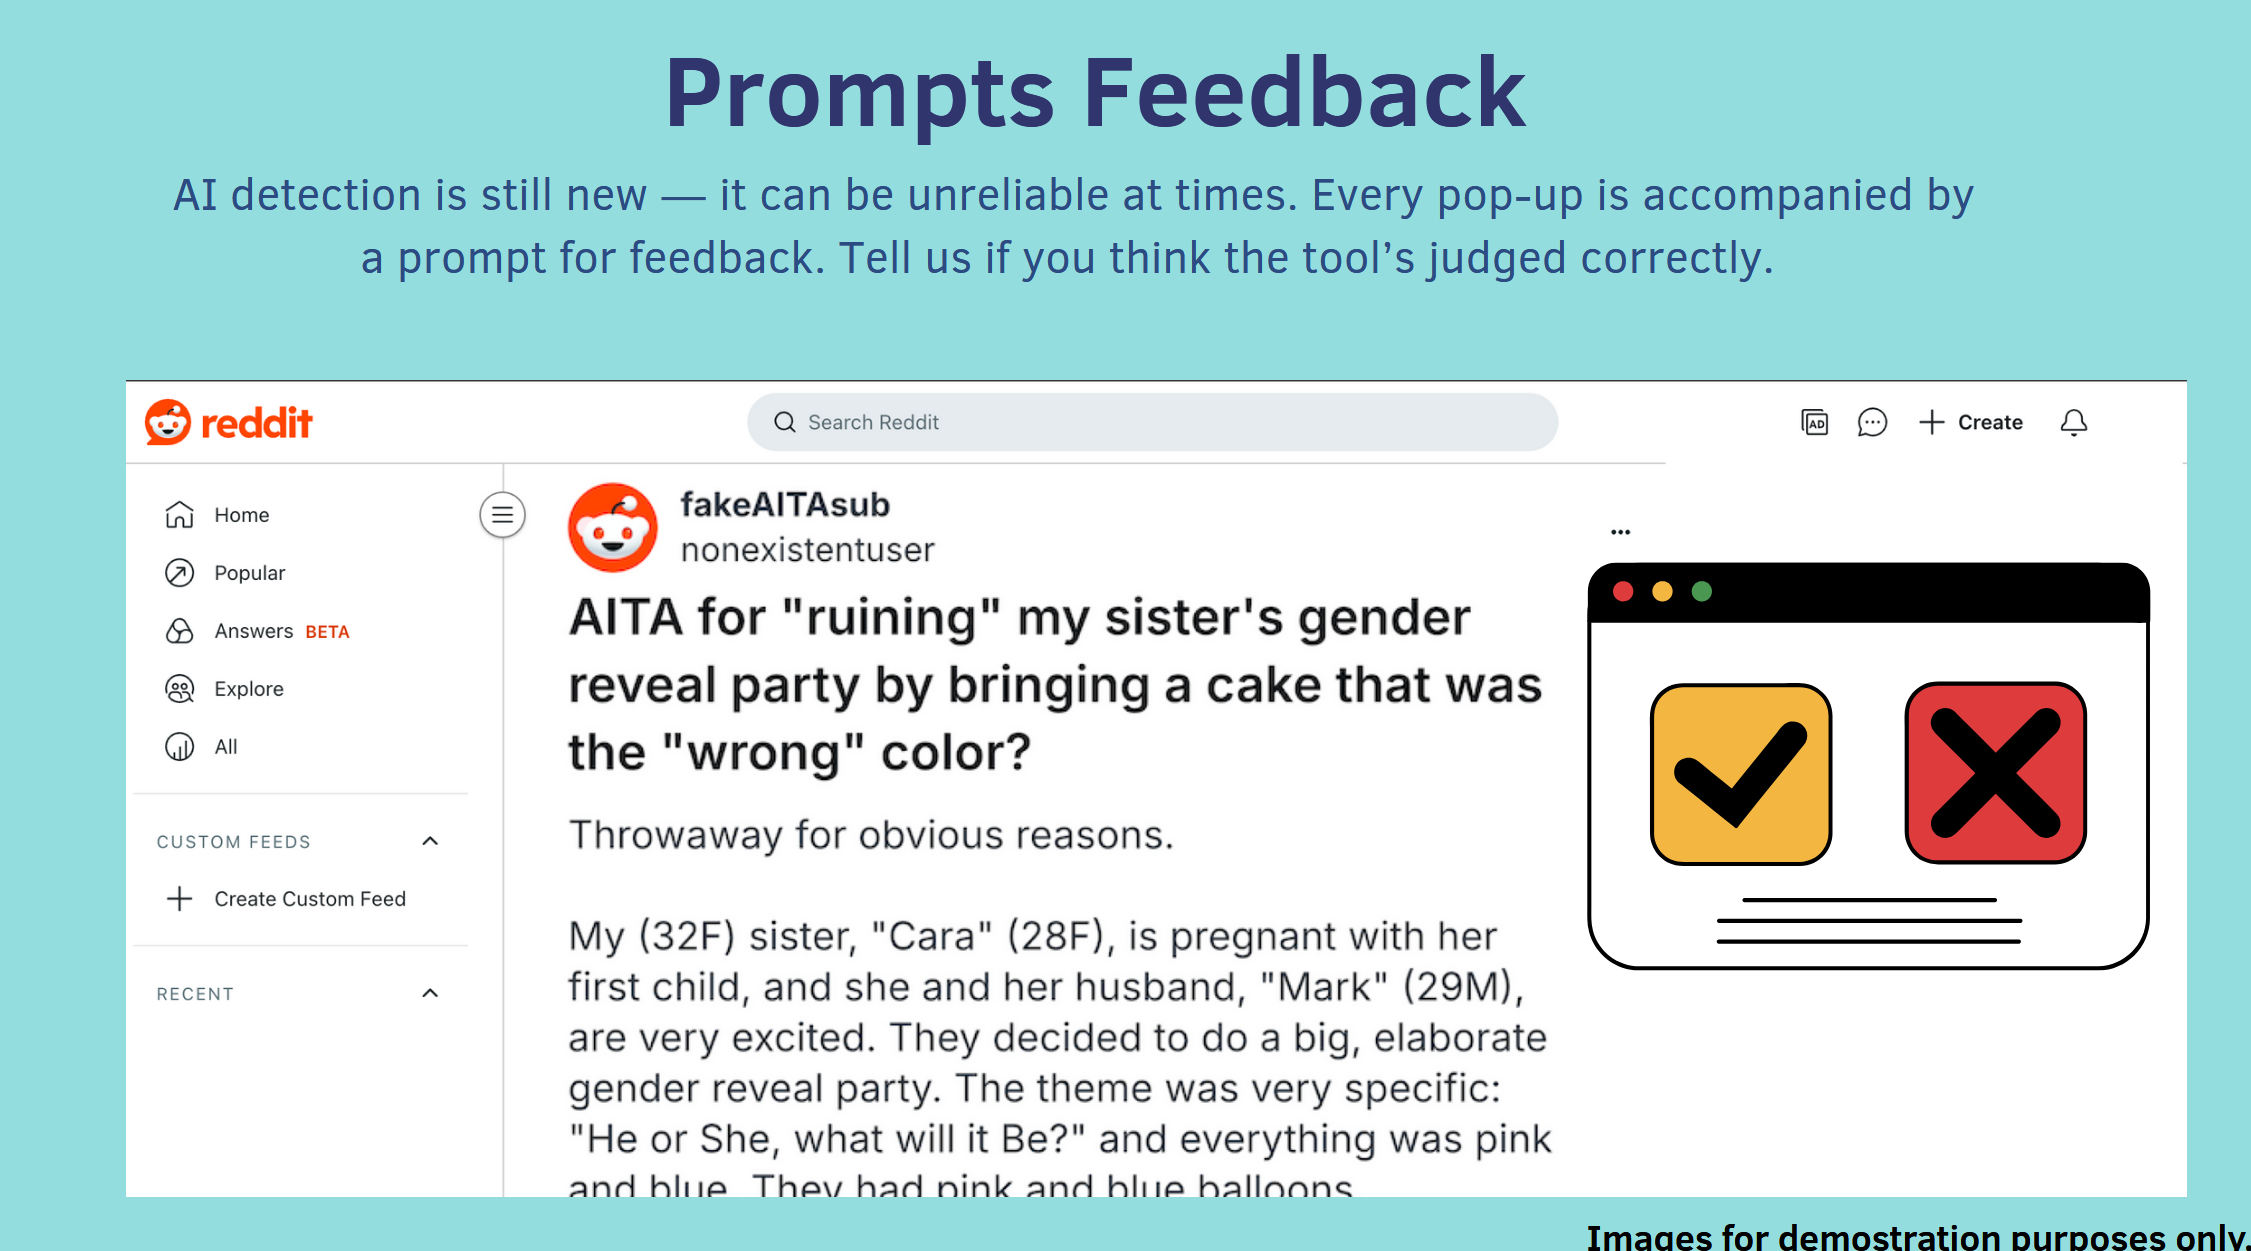 Prompts Feedback
AI detection is still new — it can be unreliable at times. Every pop-up is accompanied by
a prompt for feedback. Tell us if you think the tool's judged correctly.
reddit
Search Reddit
AD
Create
Home
Popular
Answers BETA
Explore
All
CUSTOM FEEDS
Create Custom Feed
RECENT
fakeAITAsub
nonexistentuser
AITA for "ruining" my sister's gender
reveal party by bringing a cake that was
the "wrong" color?
Throwaway for obvious reasons.
My (32F) sister, "Cara" (28F), is pregnant with her
first child, and she and her husband, "Mark" (29M),
are very excited. They decided to do a big, elaborate
gender reveal party. The theme was very specific:
"He or She, what will it Be?" and everything was pink
and blue. They had pink and blue balloons
Images for demostration purposes only.